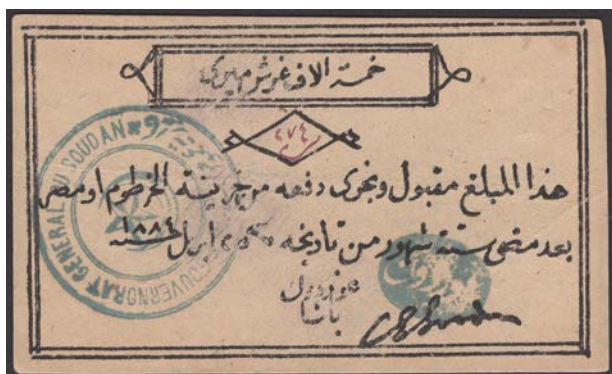 خمسة الاف غرش ميرى
هذا المبلغ مقبول ويجرى دفعه من خزينة الخرطوم او مصر
بعد مضى ستة شهور من تاريخه ٢٥ ابريل سنة ١٨٨٤
غوردون
باشا
GOUVERNORAT GENERAL DU SOUDAN